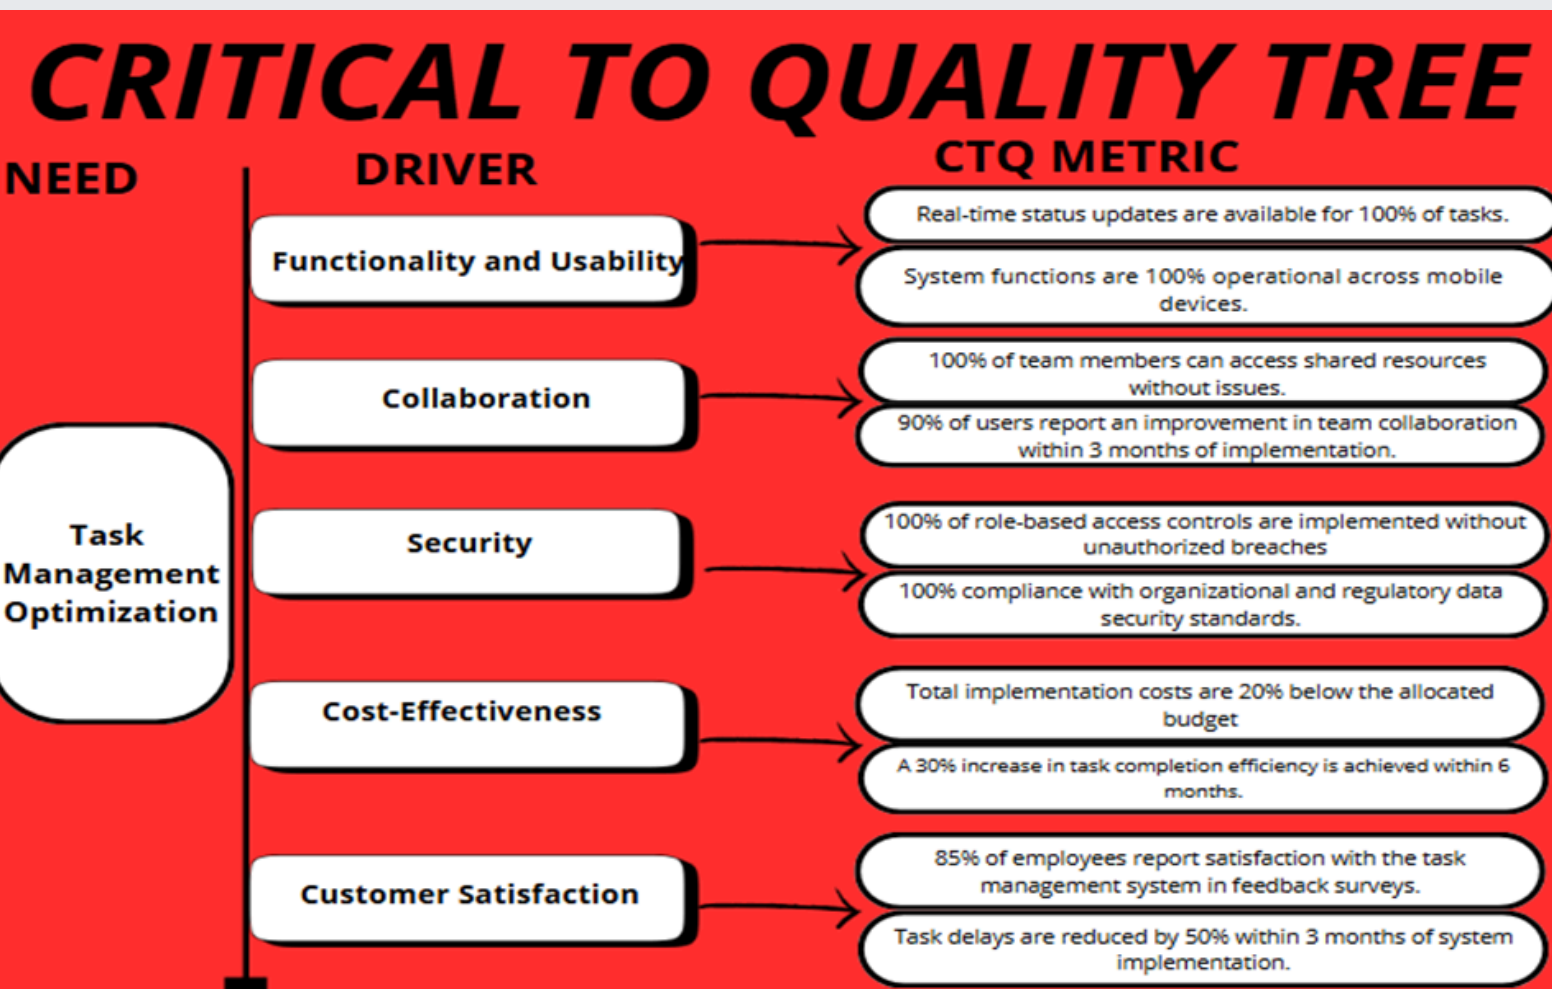 CRITICAL TO QUALITY TREE
NEED
DRIVER
CTQ METRIC
Task
Management
Optimization
Functionality and Usability
Real-time status updates are available for 100% of tasks.
System functions are 100% operational across mobile
devices.
Collaboration
100% of team members can access shared resources
without issues.
90% of users report an improvement in team collaboration
within 3 months of implementation.
Security
100% of role-based access controls are implemented without
unauthorized breaches
100% compliance with organizational and regulatory data
security standards.
Cost-Effectiveness
Total implementation costs are 20% below the allocated
budget
A 30% increase in task completion efficiency is achieved within 6
months.
Customer Satisfaction
85% of employees report satisfaction with the task
management system in feedback surveys.
Task delays are reduced by 50% within 3 months of system
implementation.